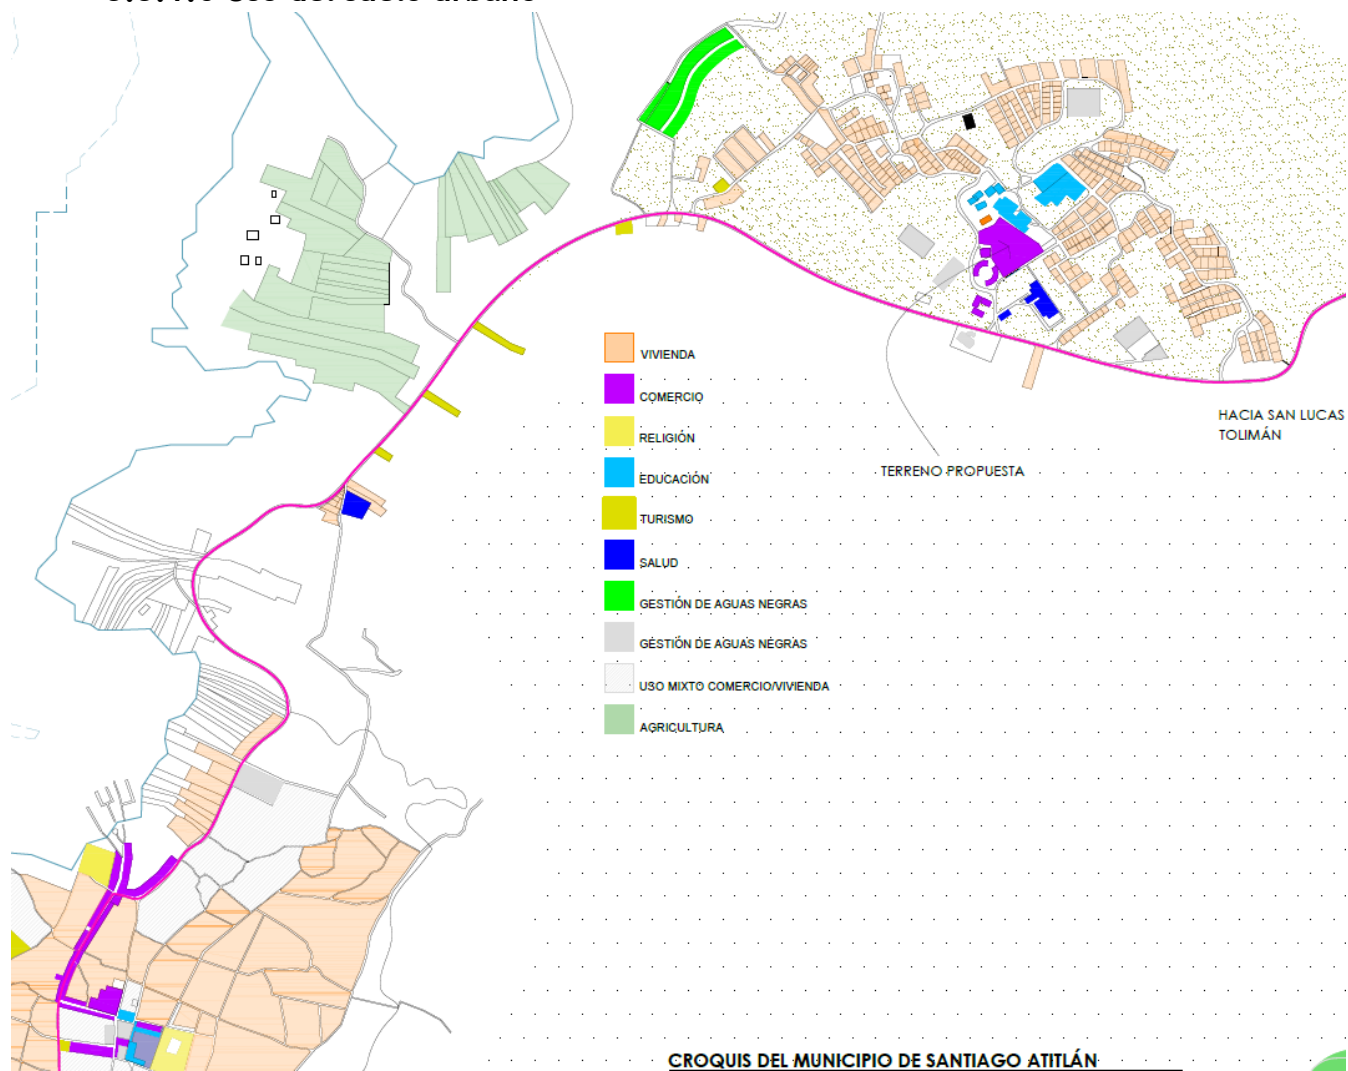 VIVIENDA
COMERCIO
RELIGIÓN
EDUCACIÓN
TURISMO
SALUD
GESTIÓN DE AGUAS NEGRAS
GESTIÓN DE AGUAS NEGRAS
USO MIXTO COMERCIO/VIVIENDA
AGRICULTURA
HACIA SAN LUCAS
TOLIMÁN
TERRENO PROPUESTA
CROQUIS DEL MUNICIPIO DE SANTIAGO ATITLÁN